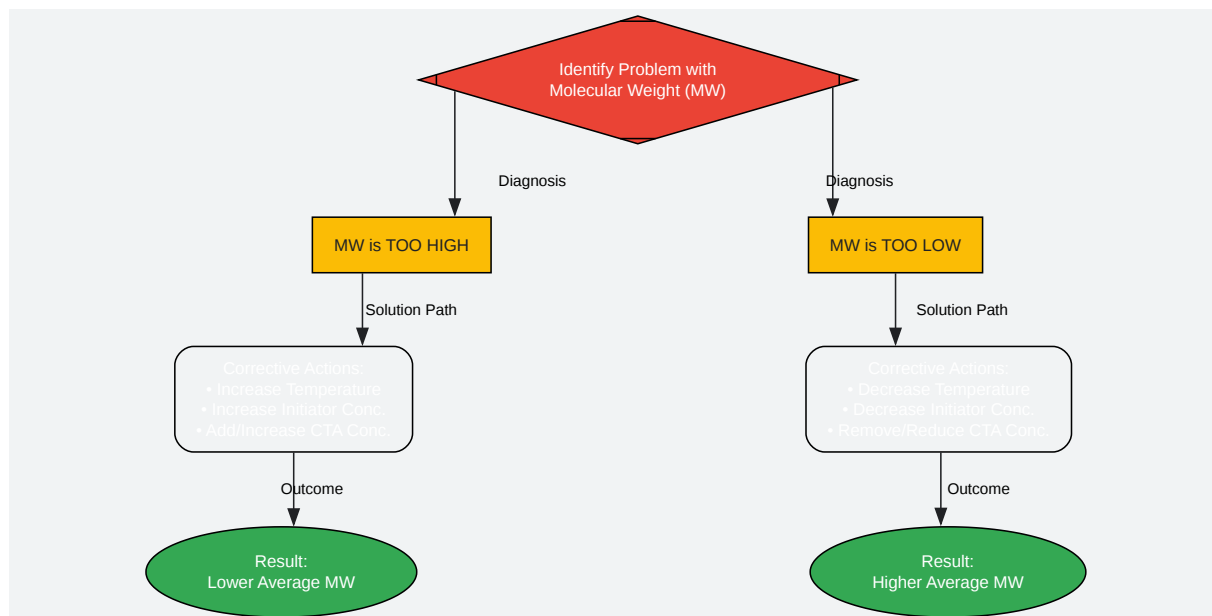 Identify Problem with
Molecular Weight (MW)
Diagnosis
Diagnosis
MW is TOO HIGH
MW is TOO LOW
Solution Path
Solution Path
Corrective Actions:
• Increase Temperature
• Increase Initiator Conc.
• Add/Increase CTA Conc.
Corrective Actions:
• Decrease Temperature
• Decrease Initiator Conc.
• Remove/Reduce CTA Conc.
Outcome
Outcome
Result:
Lower Average MW
Result:
Higher Average MW